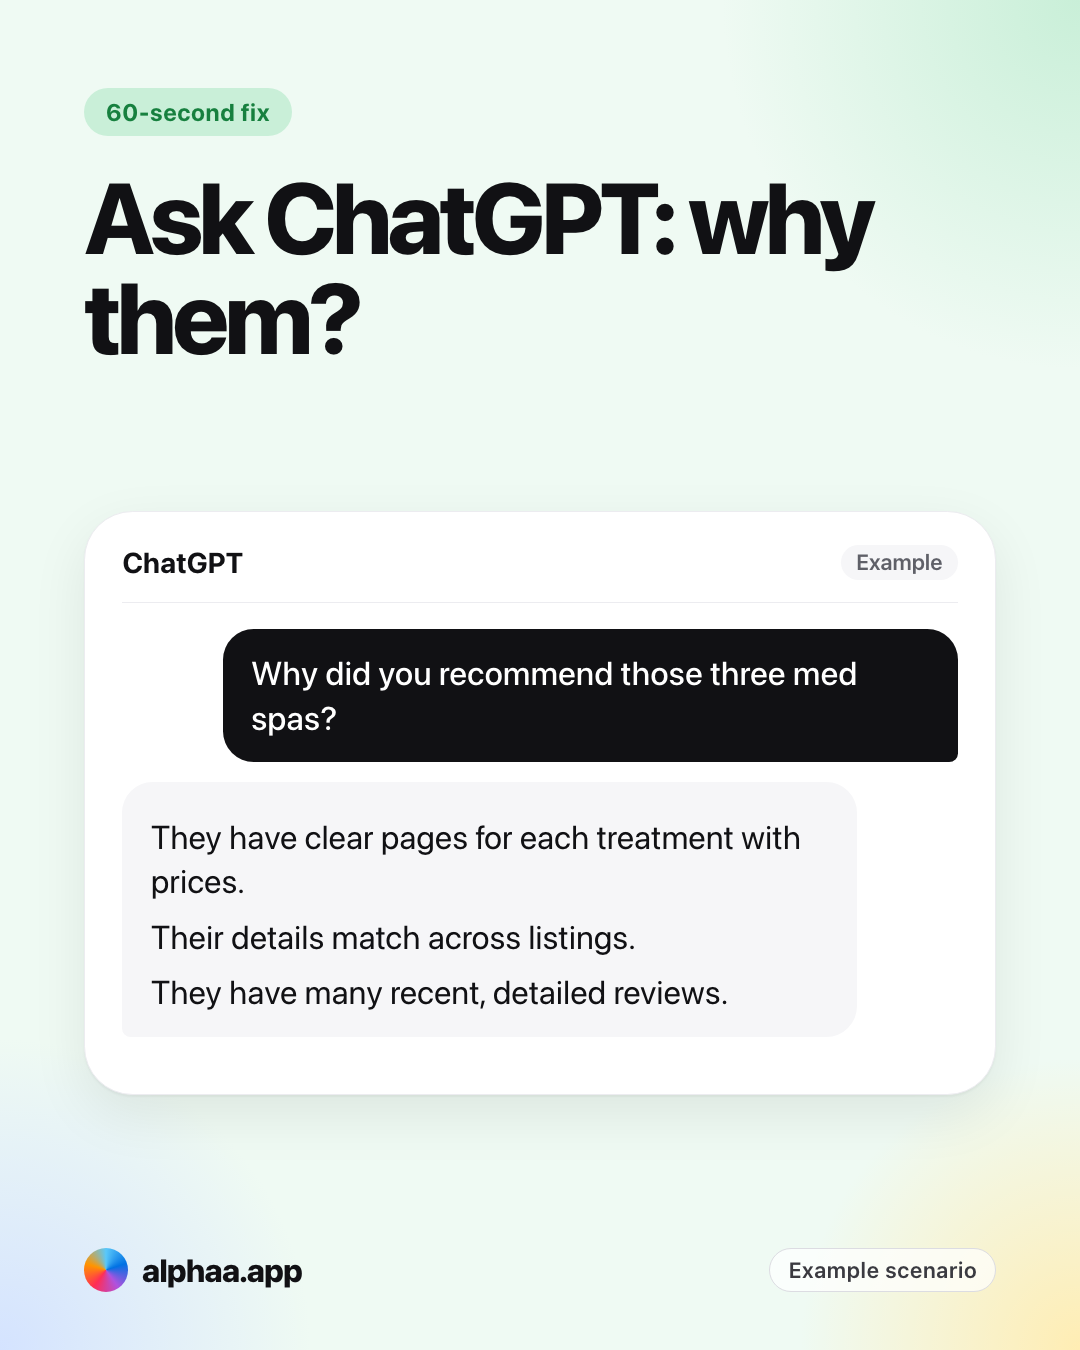 60-second fix
Ask ChatGPT: why
them?
ChatGPT
Example
Why did you recommend those three med
spas?
They have clear pages for each treatment with
prices.
Their details match across listings.
They have many recent, detailed reviews.
alphaa.app
Example scenario